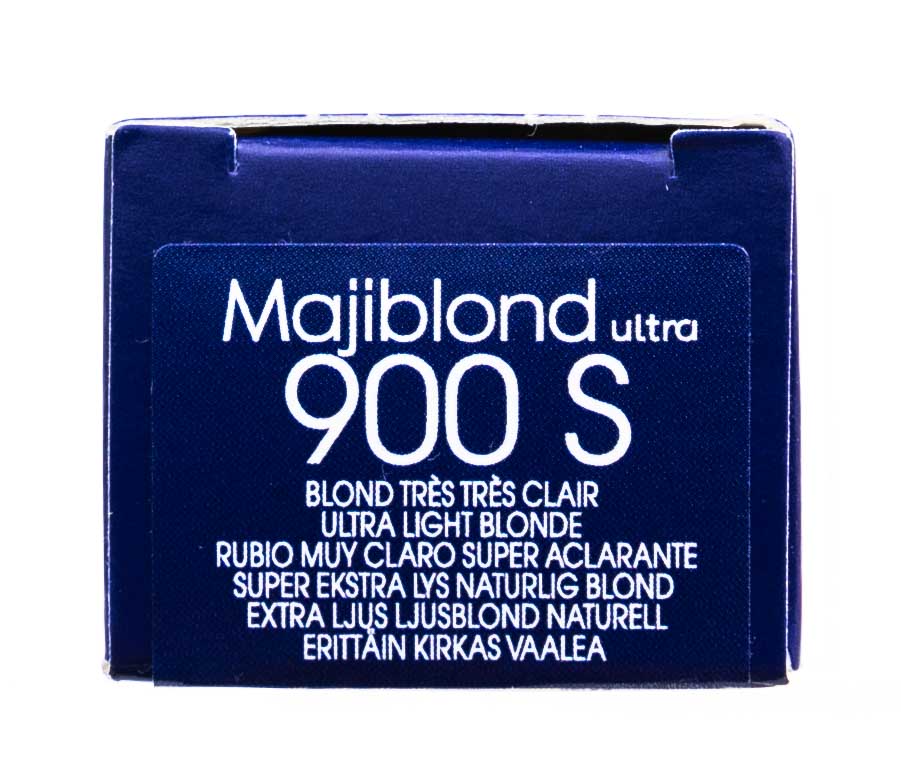 Majiblond ultra
900 S
BLOND TRÈS TRÈS CLAIR
ULTRA LIGHT BLONDE
RUBIO MUY CLARO SUPER ACLARANTE
SUPER EKSTRA LYS NATURLIG BLOND
EXTRA LJUS LJUSBLOND NATURELL
ERITTÄIN KIRKAS VAALEA